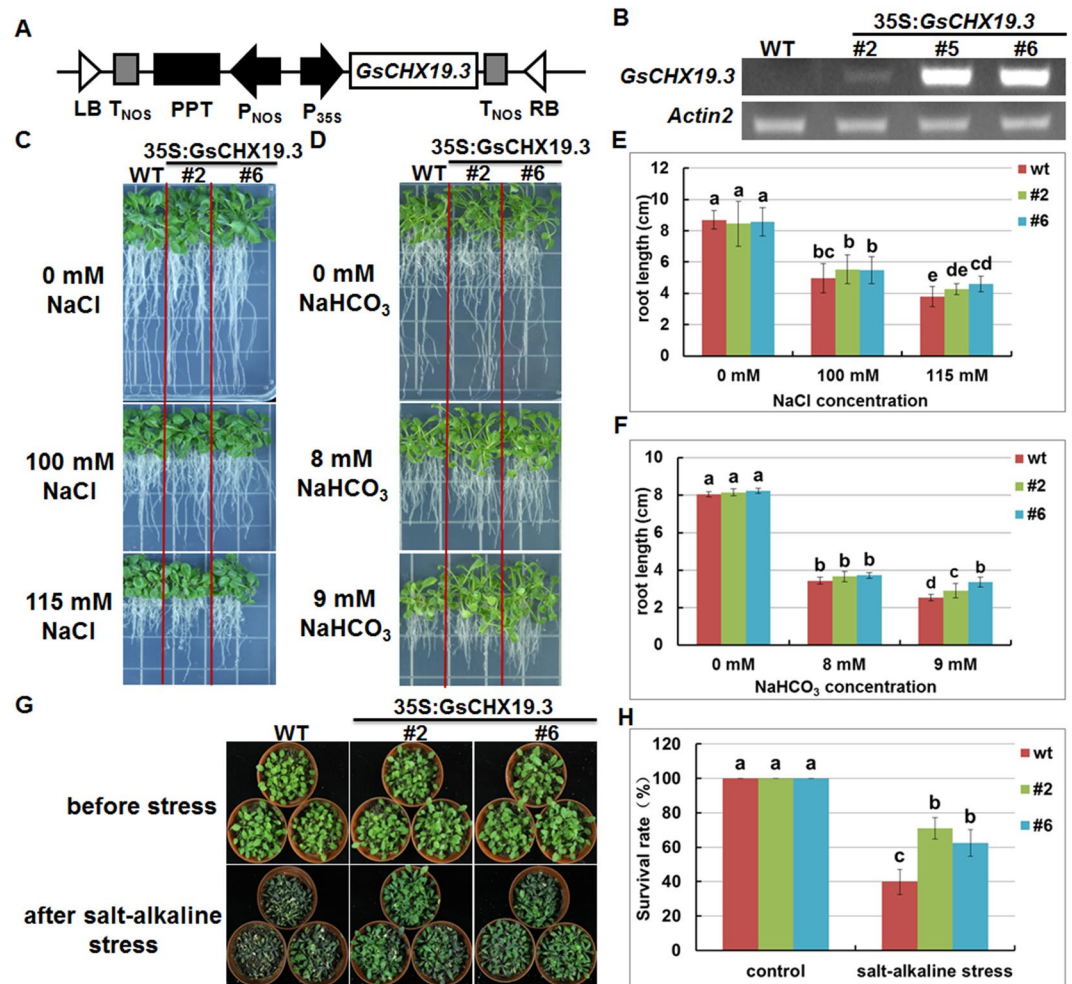 A
GsCHX19.3
LB T_NOS PPT P_NOS P_35S T_NOS RB
B
35S:GsCHX19.3
WT #2 #5 #6
GsCHX19.3
Actin2
C
35S:GsCHX19.3
WT #2 #6
0 mM
NaCl
100 mM
NaCl
115 mM
NaCl
D
35S:GsCHX19.3
WT #2 #6
0 mM
NaHCO₃
8 mM
NaHCO₃
9 mM
NaHCO₃
E
root length (cm)
12
10
8
6
4
2
0
a a a
bc b b
e de cd
wt
#2
#6
0 mM 100 mM 115 mM
NaCl concentration
F
root length (cm)
10
8
6
4
2
0
a a a
b b b
d c b
wt
#2
#6
0 mM 8 mM 9 mM
NaHCO₃ concentration
G
35S:GsCHX19.3
WT #2 #6
before stress
after salt-alkaline
stress
H
Survival rate (%)
120
100
80
60
40
20
0
a a a
c b b
wt
#2
#6
control salt-alkaline stress